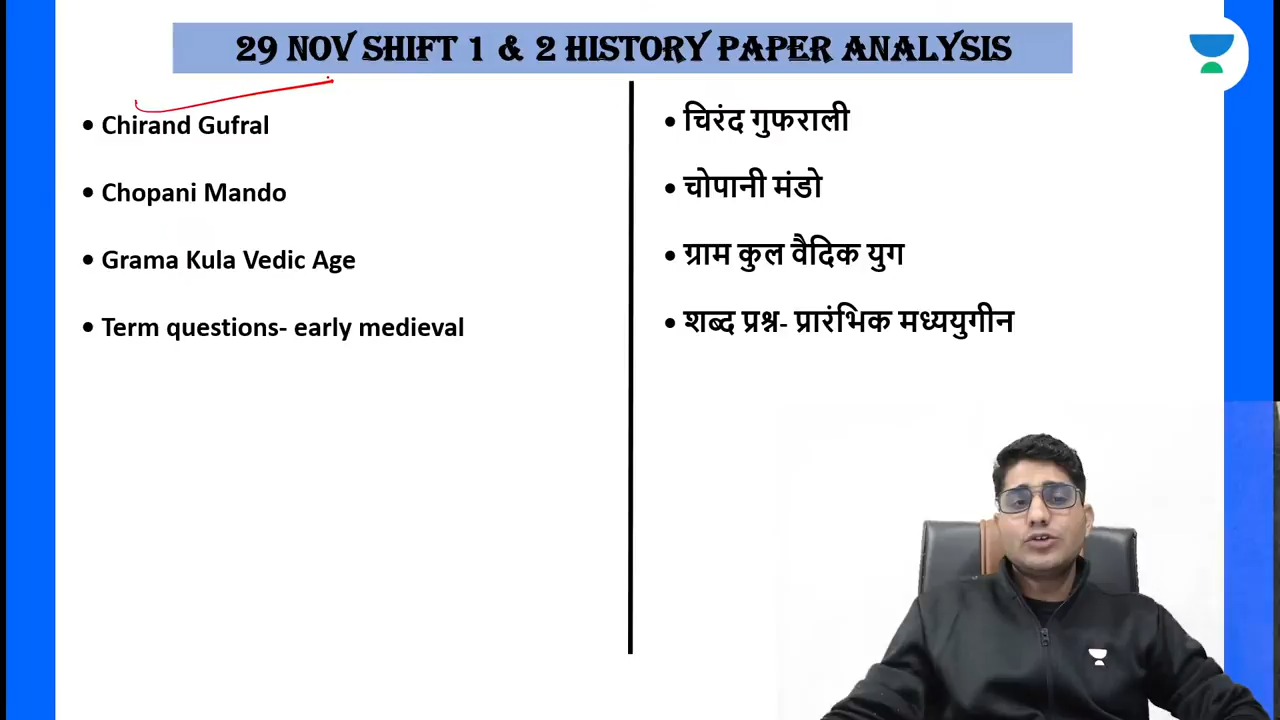 29 NOV SHIFT 1 & 2 HISTORY PAPER ANALYSIS
• Chirand Gufral
• Chopani Mando
• Grama Kula Vedic Age
• Term questions- early medieval
• चिरंद गुफराली
• चोपानी मंडो
• ग्राम कुल वैदिक युग
• शब्द प्रश्न- प्रारंभिक मध्ययुगीन